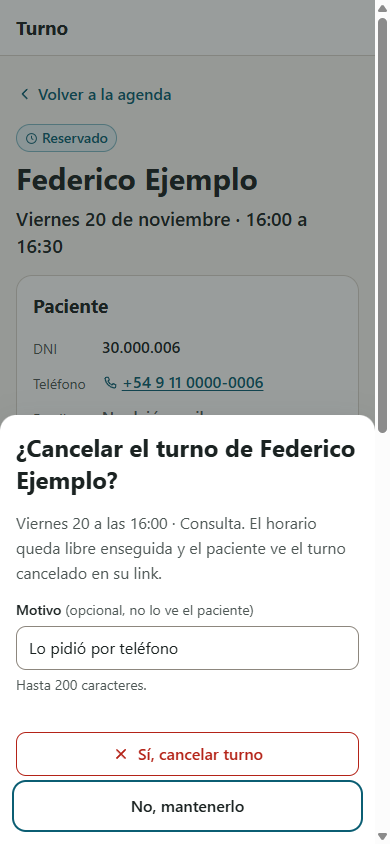 Turno
Volver a la agenda
Reservado
Federico Ejemplo
Viernes 20 de noviembre · 16:00 a
16:30
Paciente
DNI 30.000.006
Teléfono +54 9 11 0000-0006
¿Cancelar el turno de Federico
Ejemplo?
Viernes 20 a las 16:00 · Consulta. El horario
queda libre enseguida y el paciente ve el turno
cancelado en su link.
Motivo (opcional, no lo ve el paciente)
Lo pidió por teléfono
Hasta 200 caracteres.
Sí, cancelar turno
No, mantenerlo